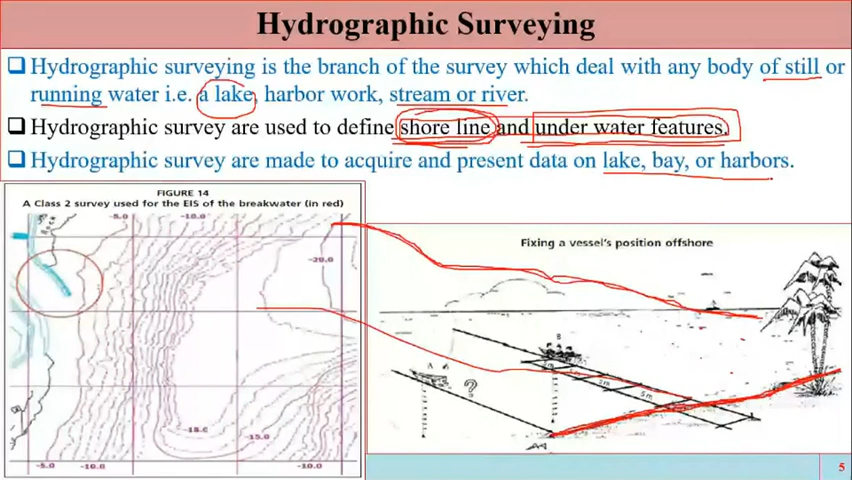 Hydrographic Surveying
Hydrographic surveying is the branch of the survey which deal with any body of still or
running water i.e. a lake, harbor work, stream or river.
Hydrographic survey are used to define shore line and under water features.
Hydrographic survey are made to acquire and present data on lake, bay, or harbors.
FIGURE 14
A Class 2 survey used for the EIS of the breakwater (in red)
-5.0 -10.0
-20.0
-18.0
-15.0
-5.0 -10.0 -10.0
Fixing a vessel's position offshore
B
A
?
5m
5